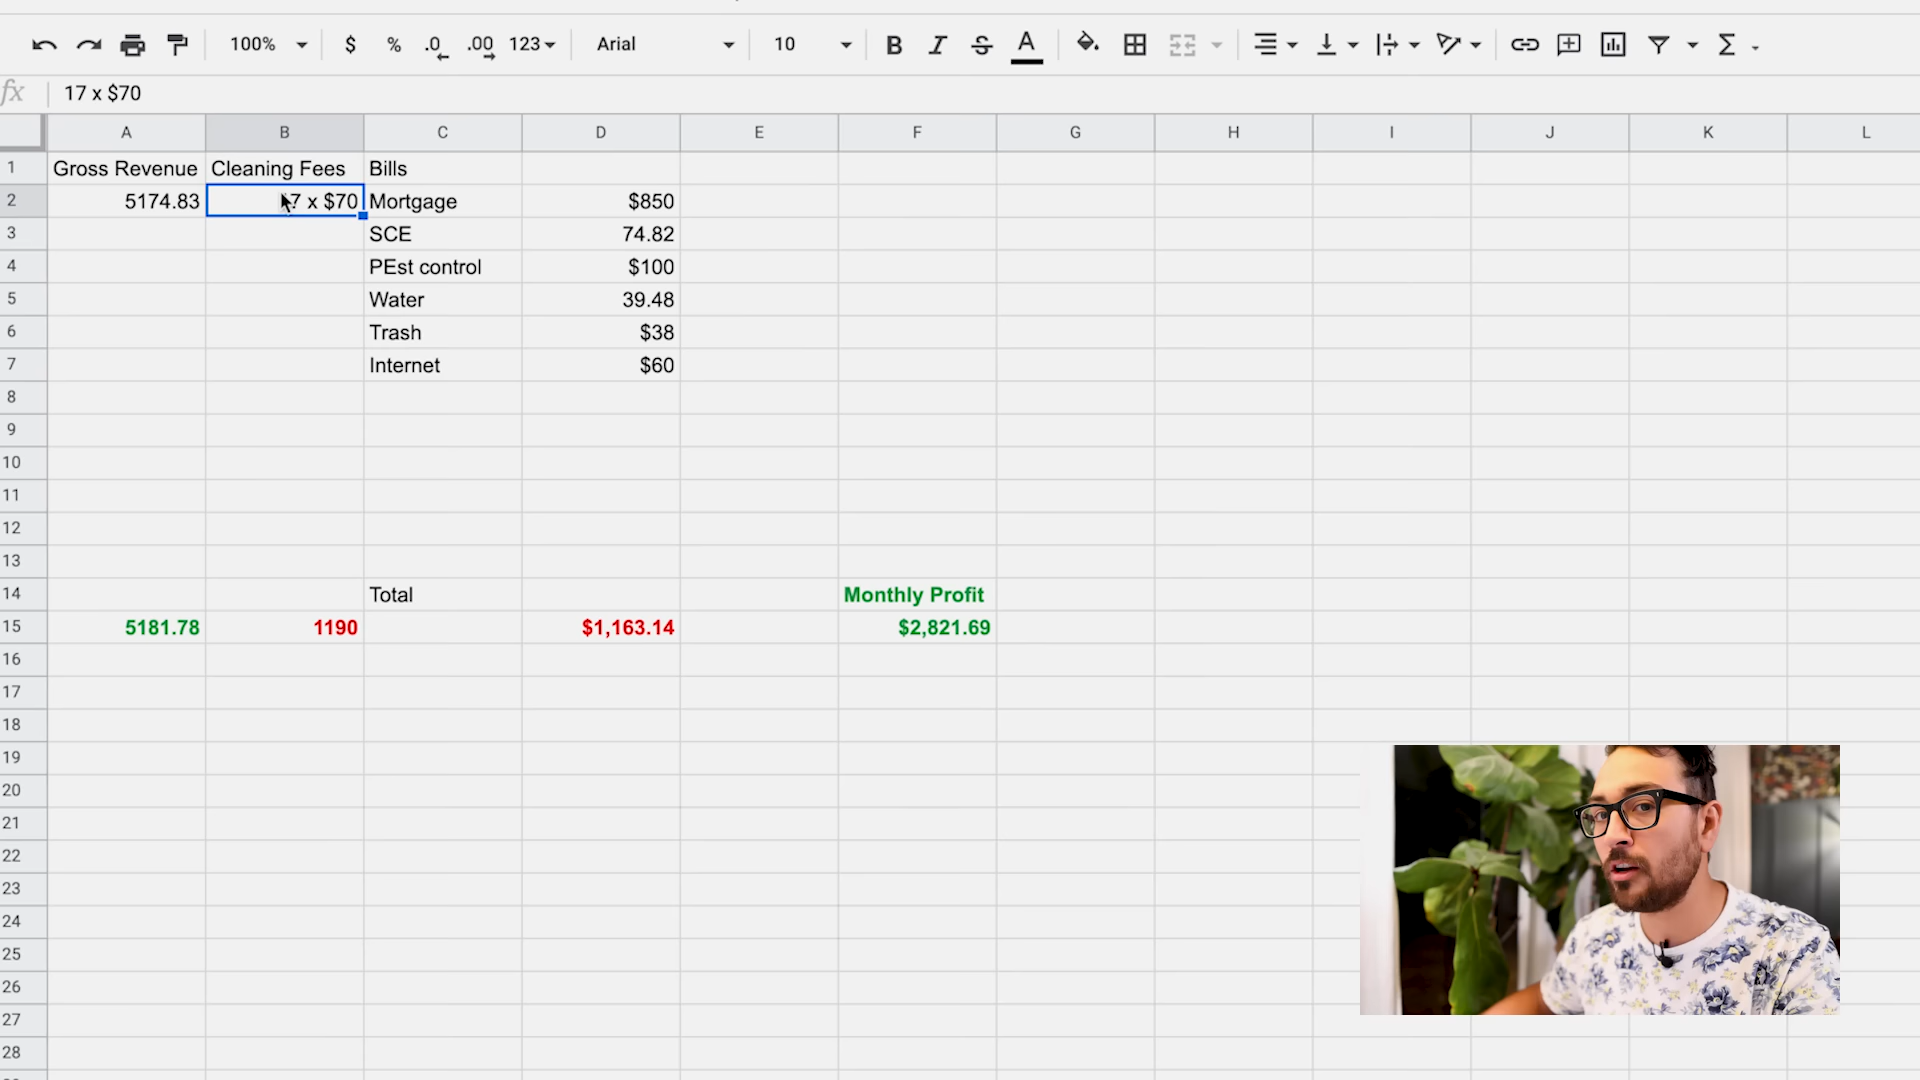 100% $ % .0 .00 123 Arial 10 B I S A Σ
fx 17 x $70
A B C D E F G H I J K L
1 Gross Revenue Cleaning Fees Bills
2 5174.83 17 x $70 Mortgage $850
3 SCE 74.82
4 PEst control $100
5 Water 39.48
6 Trash $38
7 Internet $60
8
9
10
11
12
13
14 Total Monthly Profit
15 5181.78 1190 $1,163.14 $2,821.69
16
17
18
19
20
21
22
23
24
25
26
27
28